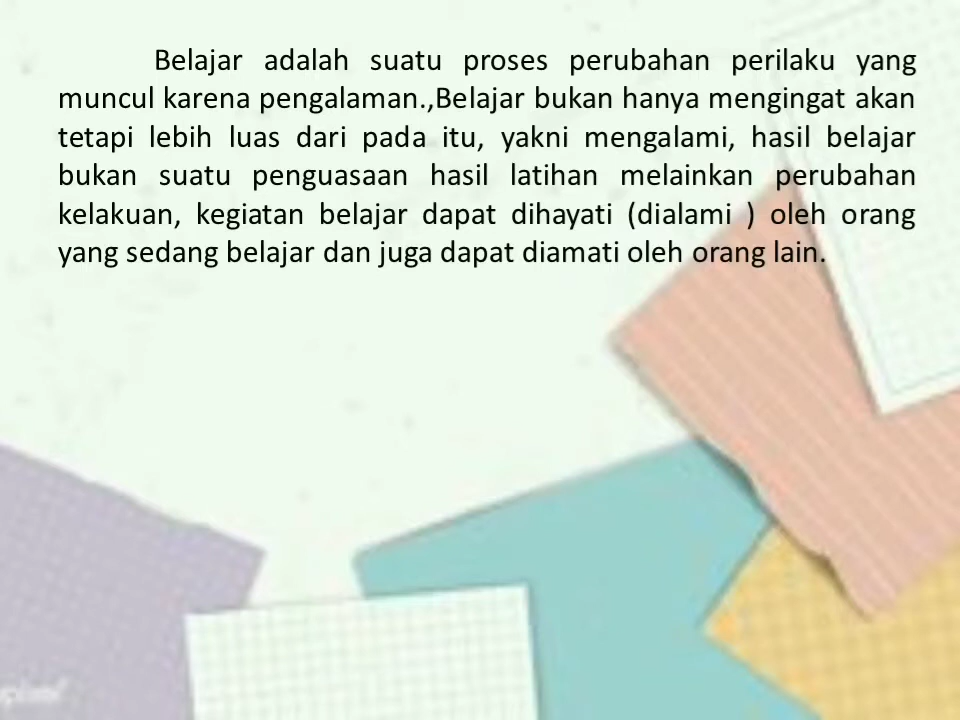 Belajar adalah suatu proses perubahan perilaku yang
muncul karena pengalaman.,Belajar bukan hanya mengingat akan
tetapi lebih luas dari pada itu, yakni mengalami, hasil belajar
bukan suatu penguasaan hasil latihan melainkan perubahan
kelakuan, kegiatan belajar dapat dihayati (dialami ) oleh orang
yang sedang belajar dan juga dapat diamati oleh orang lain.